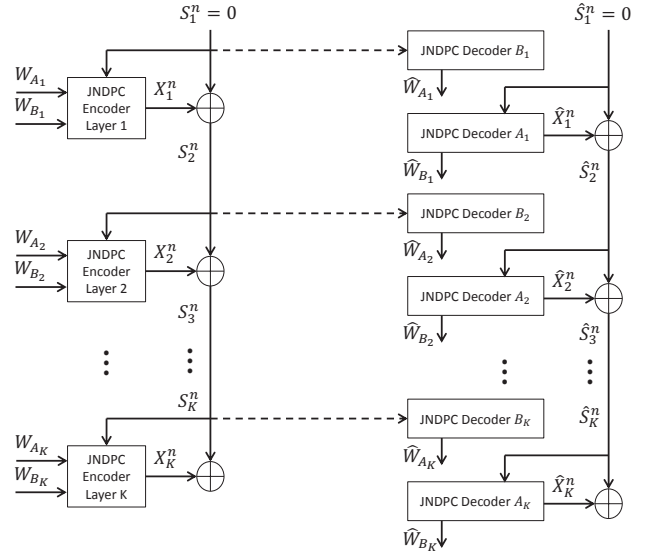 S_1^n = 0
Ŝ_1^n = 0
W_{A_1}
W_{B_1}
JNDPC
Encoder
Layer 1
X_1^n
S_2^n
JNDPC Decoder B_1
Ŵ_{A_1}
JNDPC Decoder A_1
X̂_1^n
Ŵ_{B_1}
Ŝ_2^n
W_{A_2}
W_{B_2}
JNDPC
Encoder
Layer 2
X_2^n
S_3^n
JNDPC Decoder B_2
Ŵ_{A_2}
JNDPC Decoder A_2
X̂_2^n
Ŵ_{B_2}
Ŝ_3^n
S_K^n
W_{A_K}
W_{B_K}
JNDPC
Encoder
Layer K
X_K^n
JNDPC Decoder B_K
Ŝ_K^n
Ŵ_{A_K}
JNDPC Decoder A_K
X̂_K^n
Ŵ_{B_K}